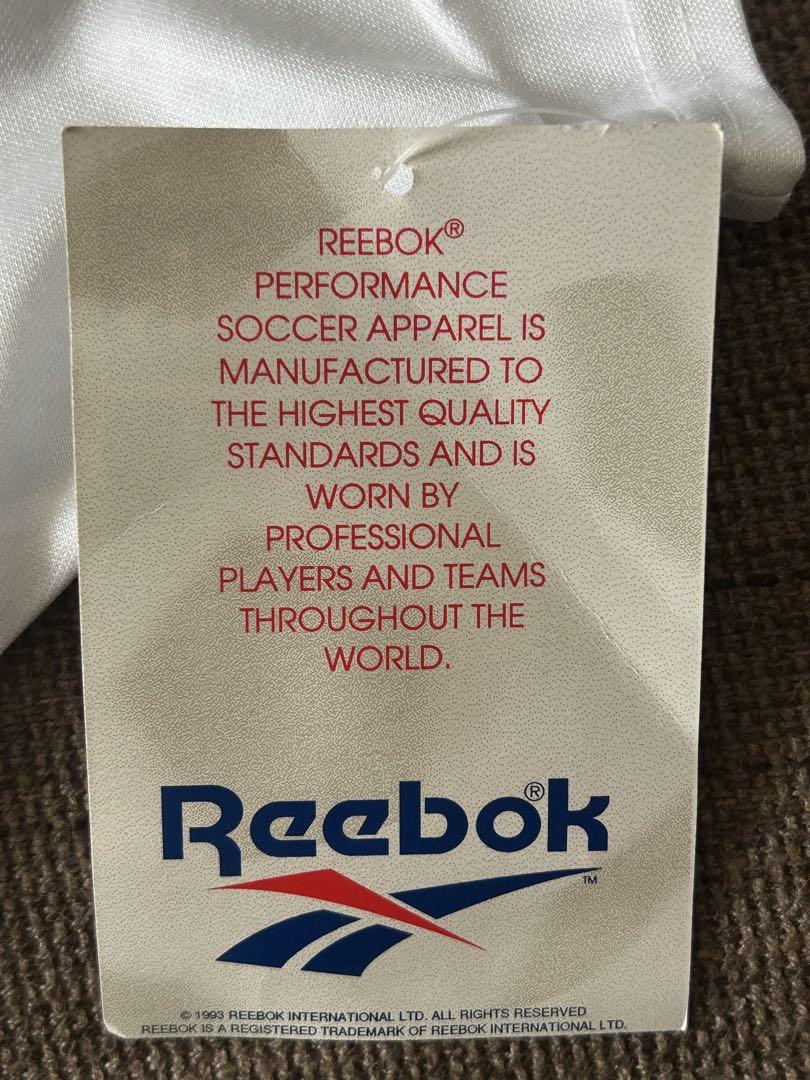 REEBOK®
PERFORMANCE
SOCCER APPAREL IS
MANUFACTURED TO
THE HIGHEST QUALITY
STANDARDS AND IS
WORN BY
PROFESSIONAL
PLAYERS AND TEAMS
THROUGHOUT THE
WORLD.
Reebok®
TM
© 1993 REEBOK INTERNATIONAL LTD. ALL RIGHTS RESERVED
REEBOK IS A REGISTERED TRADEMARK OF REEBOK INTERNATIONAL LTD.